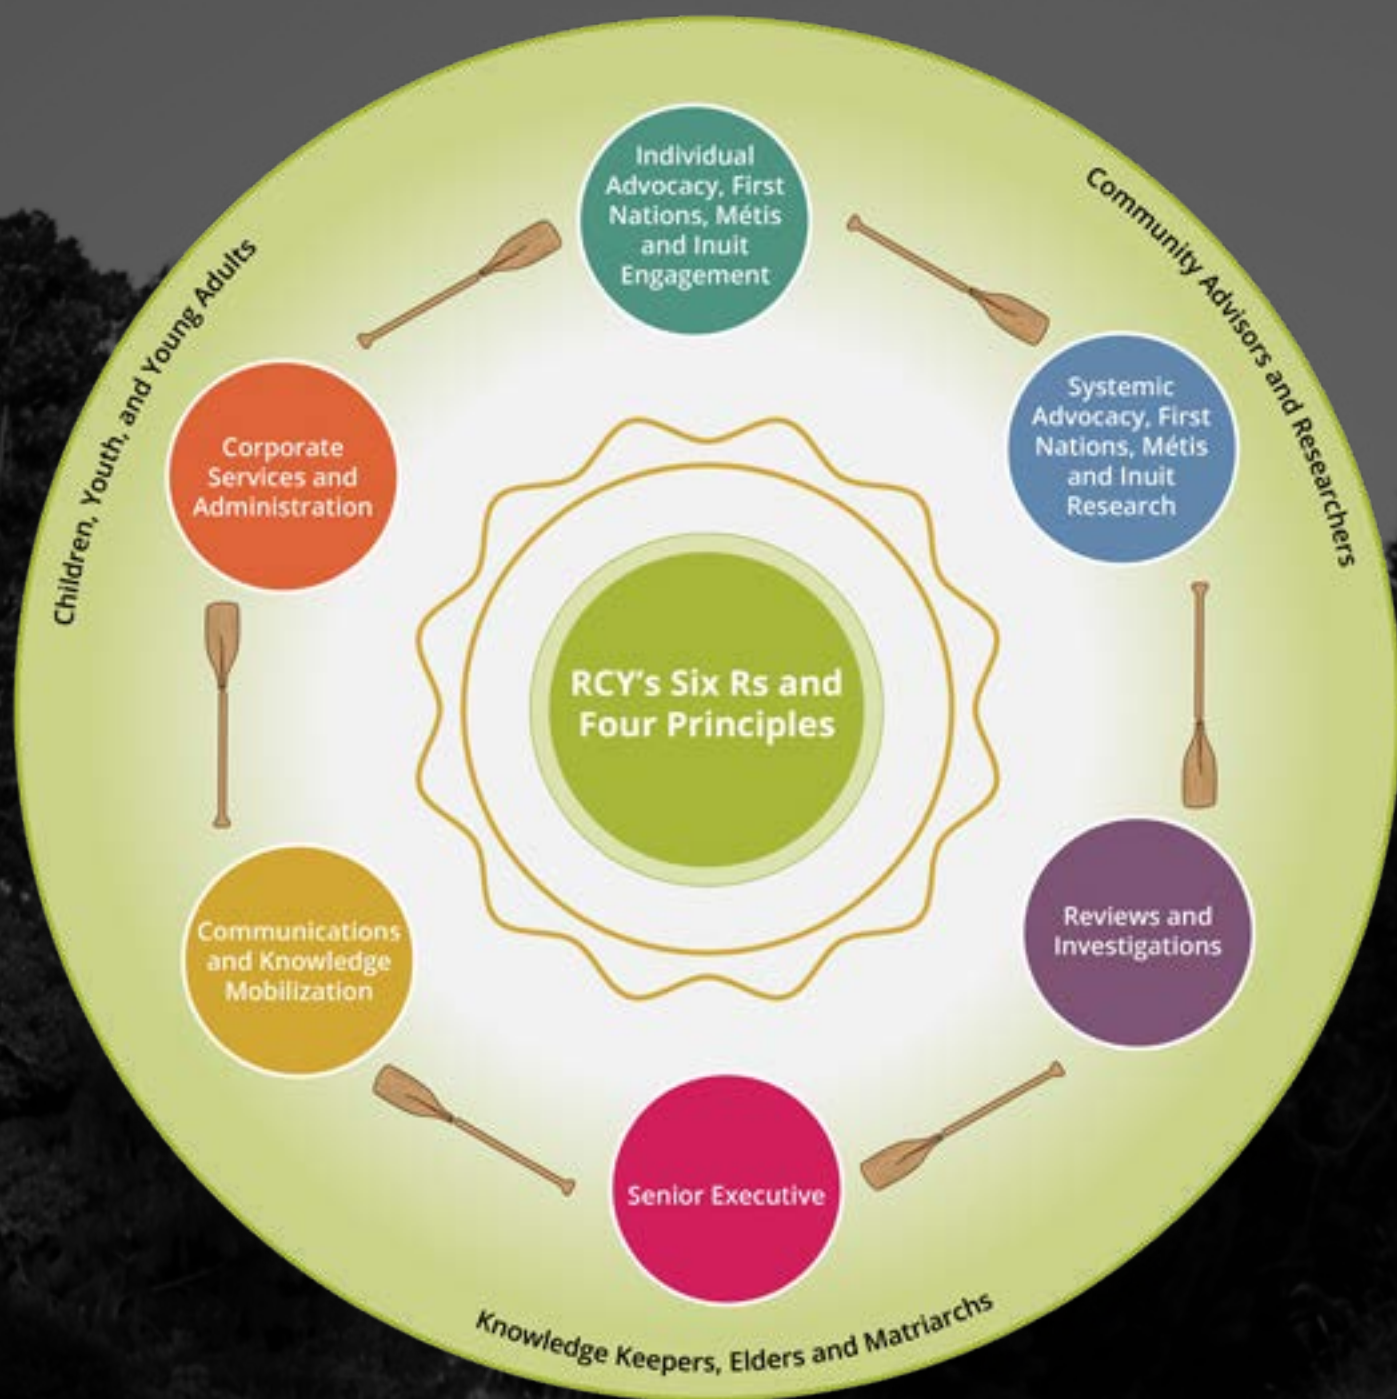 Individual
Advocacy, First
Nations, Métis
and Inuit
Engagement
Community Advisors and Researchers
Children, Youth, and Young Adults
Systemic
Advocacy, First
Nations, Métis
and Inuit
Research
Corporate
Services and
Administration
RCY’s Six Rs and
Four Principles
Reviews and
Investigations
Communications
and Knowledge
Mobilization
Senior Executive
Knowledge Keepers, Elders and Matriarchs